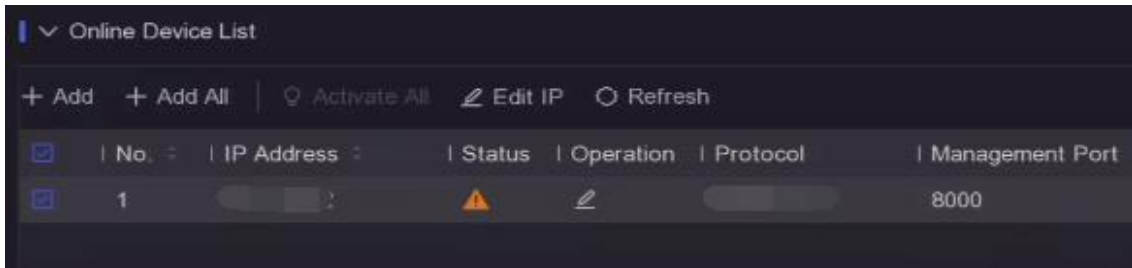 Online Device List
+ Add + Add All Activate All Edit IP Refresh
No. IP Address Status Operation Protocol Management Port
1 8000